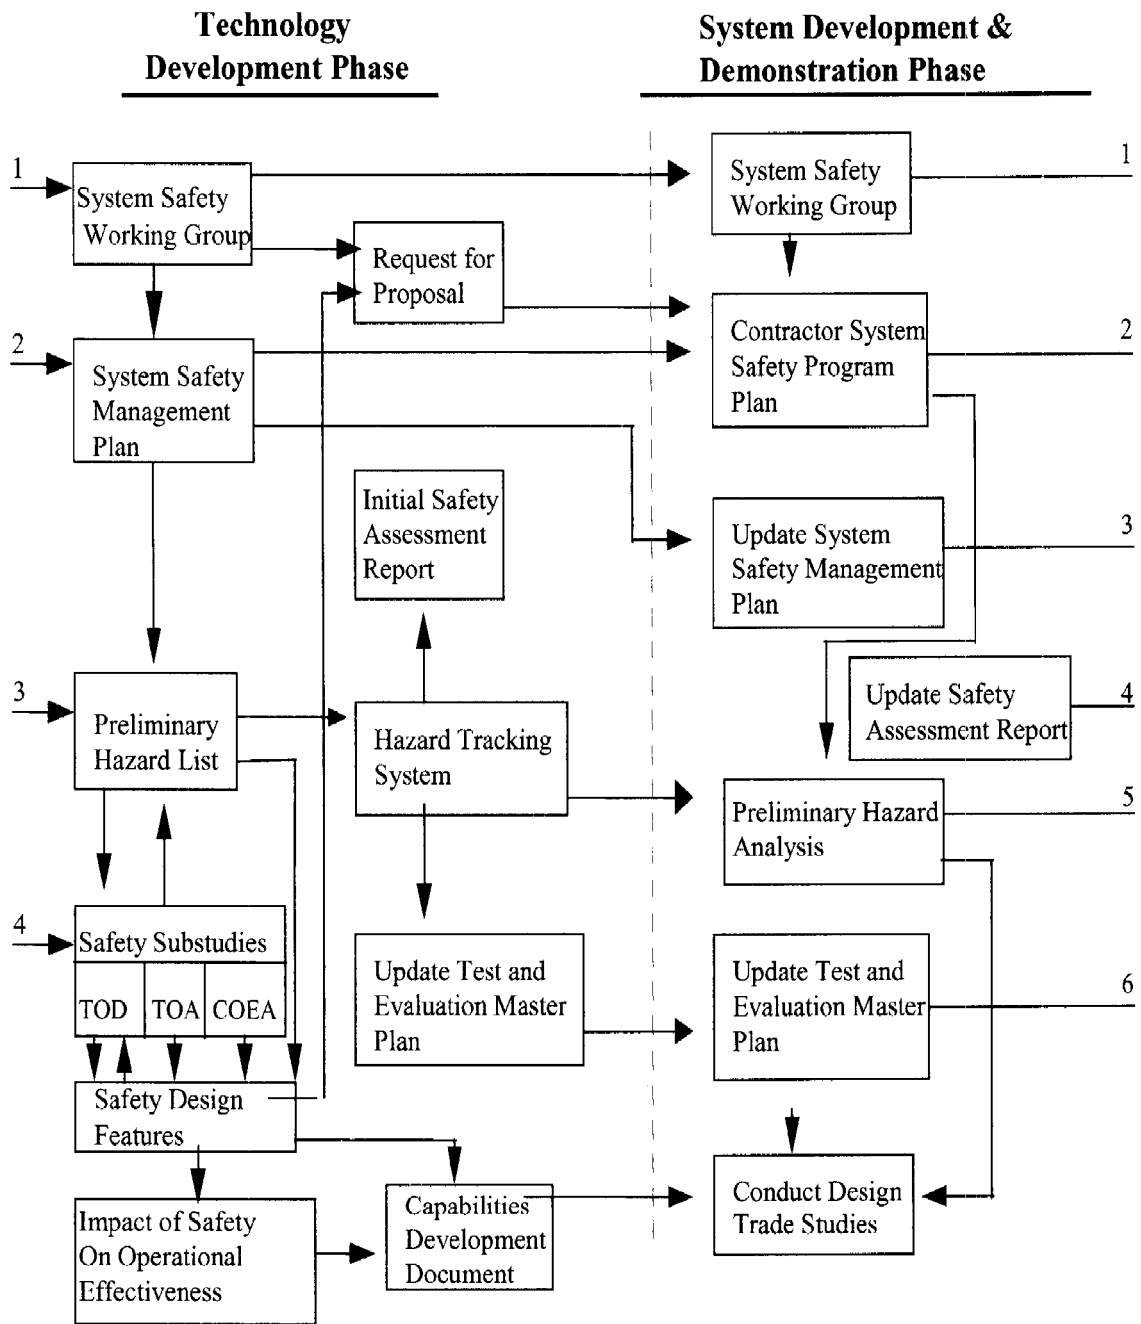 Technology
Development Phase
System Development &
Demonstration Phase
1
System Safety
Working Group
Request for
Proposal
System Safety
Working Group
1
2
System Safety
Management
Plan
Contractor System
Safety Program
Plan
2
Initial Safety
Assessment
Report
Update System
Safety Management
Plan
3
3
Preliminary
Hazard List
Hazard Tracking
System
Update Safety
Assessment Report
4
Preliminary Hazard
Analysis
5
4
Safety Substudies
TOD
TOA
COEA
Update Test and
Evaluation Master
Plan
Update Test and
Evaluation Master
Plan
6
Safety Design
Features
Impact of Safety
On Operational
Effectiveness
Capabilities
Development
Document
Conduct Design
Trade Studies